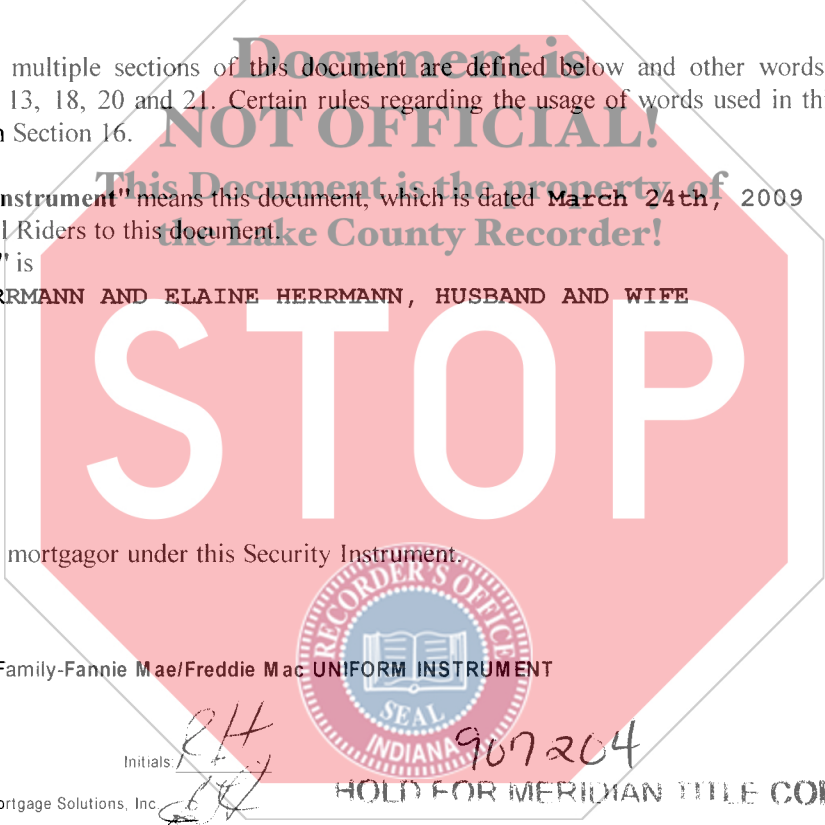 Document is
multiple sections of this document are defined below and other words
13, 18, 20 and 21. Certain rules regarding the usage of words used in th
NOT OFFICIAL!
n Section 16.
This Document is the property of
nstrument" means this document, which is dated March 24th, 2009
the Lake County Recorder!
l Riders to this document.
" is
RRMANN AND ELAINE HERRMANN, HUSBAND AND WIFE
STOP
mortgagor under this Security Instrument.
RECORDER'S OFFICE
SEAL
INDIANA
Family-Fannie Mae/Freddie Mac UNIFORM INSTRUMENT
Initials: RH
907204
ortgage Solutions, Inc.
HOLD FOR MERIDIAN TITLE COR